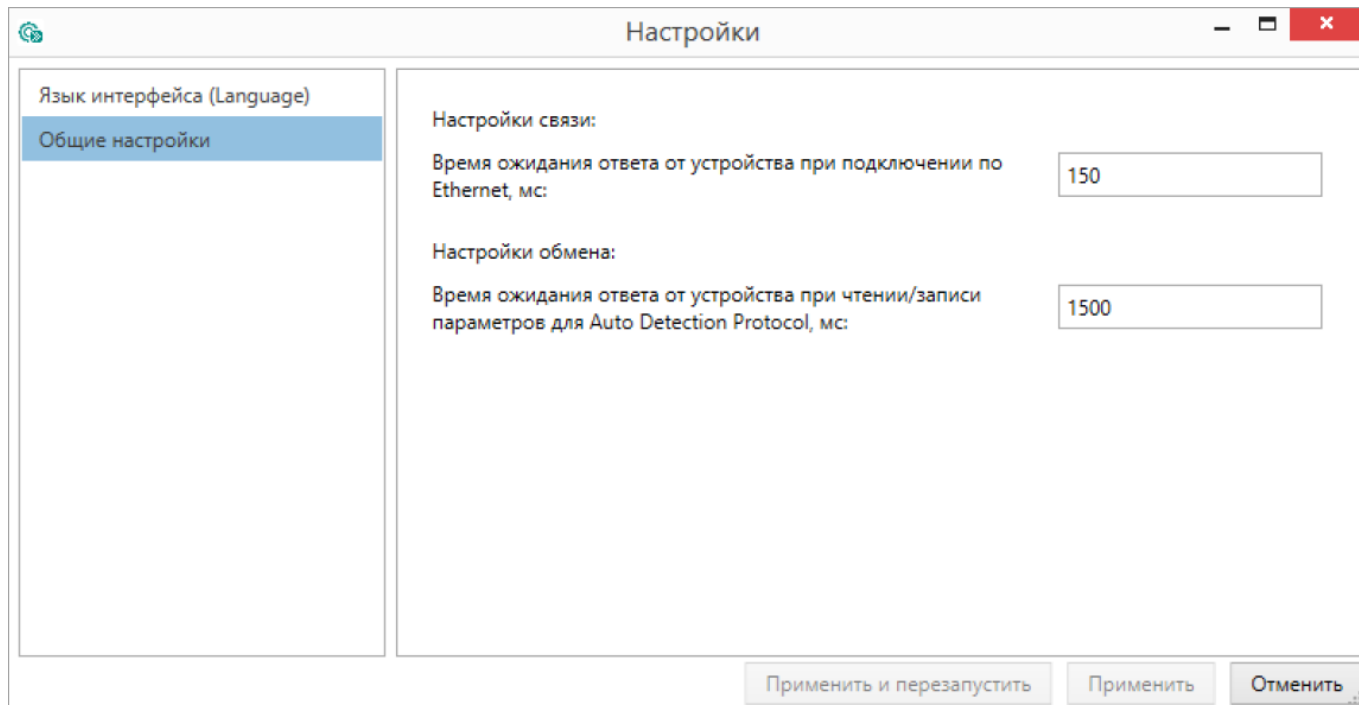 Настройки
Язык интерфейса (Language)
Общие настройки
Настройки связи:
Время ожидания ответа от устройства при подключении по
Ethernet, мс:
150
Настройки обмена:
Время ожидания ответа от устройства при чтении/записи
параметров для Auto Detection Protocol, мс:
1500
Применить и перезапустить
Применить
Отменить